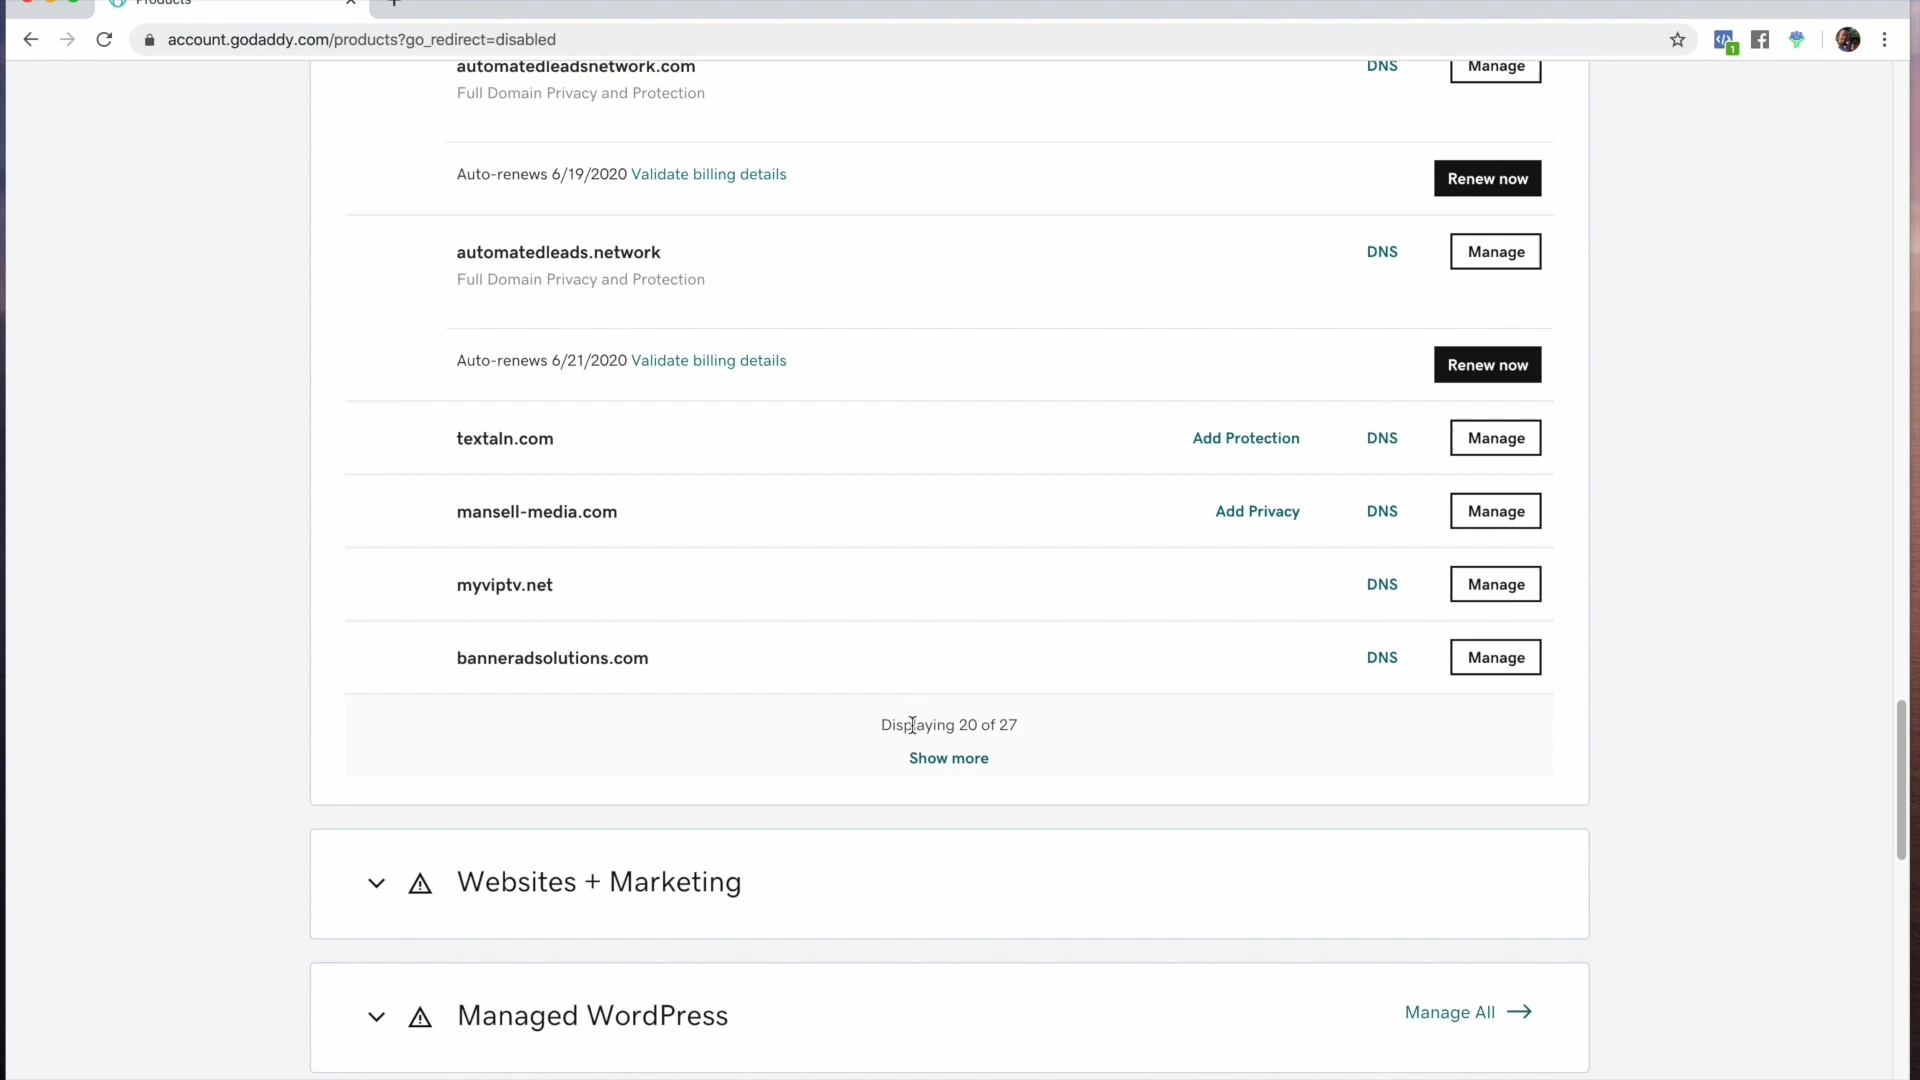 Products
account.godaddy.com/products?go_redirect=disabled
1
automatedleadsnetwork.com DNS Manage
Full Domain Privacy and Protection
Auto-renews 6/19/2020 Validate billing details Renew now
automatedleads.network DNS Manage
Full Domain Privacy and Protection
Auto-renews 6/21/2020 Validate billing details Renew now
textaln.com Add Protection DNS Manage
mansell-media.com Add Privacy DNS Manage
myviptv.net DNS Manage
banneradsolutions.com DNS Manage
Displaying 20 of 27
Show more
Websites + Marketing
Managed WordPress Manage All